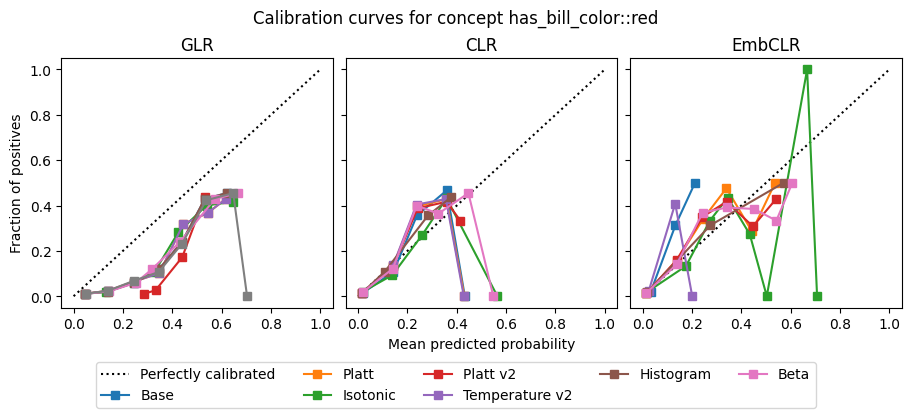 Calibration curves for concept has_bill_color::red
GLR
CLR
EmbCLR
Fraction of positives
1.0
0.8
0.6
0.4
0.2
0.0
0.0 0.2 0.4 0.6 0.8 1.0
0.0 0.2 0.4 0.6 0.8 1.0
0.0 0.2 0.4 0.6 0.8 1.0
Mean predicted probability
Perfectly calibrated
Base
Platt
Isotonic
Platt v2
Temperature v2
Histogram
Beta